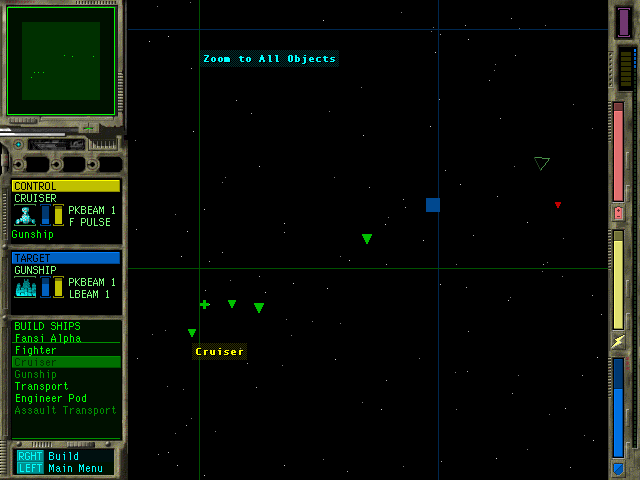 Zoom to All Objects
CONTROL
CRUISER
PKBEAM 1
F PULSE
Gunship
TARGET
GUNSHIP
PKBEAM 1
LBEAM 1
BUILD SHIPS
Fansi Alpha
Fighter
Cruiser
Gunship
Transport
Engineer Pod
Assault Transport
Cruiser
RGHT Build
LEFT Main Menu